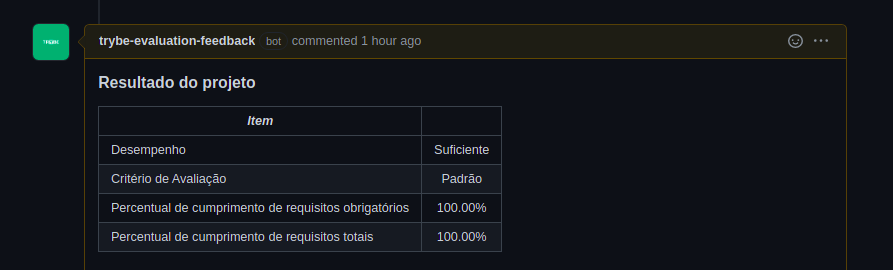 TRYBE
trybe-evaluation-feedback bot commented 1 hour ago
Resultado do projeto
Item
Desempenho Suficiente
Critério de Avaliação Padrão
Percentual de cumprimento de requisitos obrigatórios 100.00%
Percentual de cumprimento de requisitos totais 100.00%